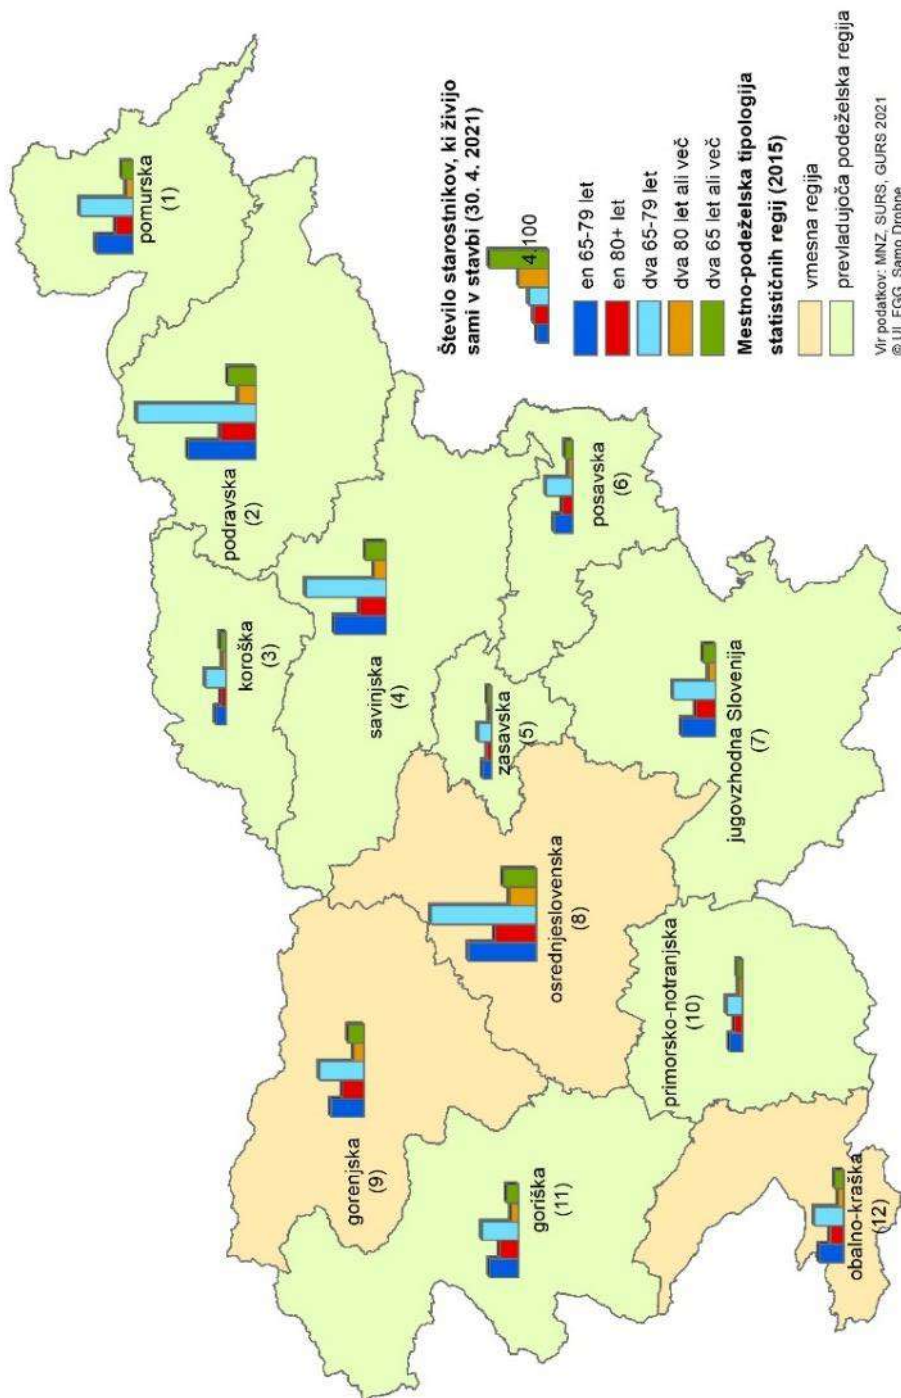 pomurska
(1)
podravska
(2)
koroška
(3)
savinjska
(4)
zasavska
(5)
posavska
(6)
jugovzhodna Slovenija
(7)
osrednjeslovenska
(8)
gorenjska
(9)
primorsko-notranjska
(10)
goriška
(11)
obalno-kraška
(12)
Število starostnikov, ki živijo
sami v stavbi (30. 4. 2021)
4.100
en 65-79 let
en 80+ let
dva 65-79 let
dva 80 let ali več
dva 65 let ali več
Mestno-podeželska tipologija
statističnih regij (2015)
vmesna regija
prevladujoča podeželska regija
Vir podatkov: MNZ, SURS, GURS 2021
© UL FGG, Samo Drobne